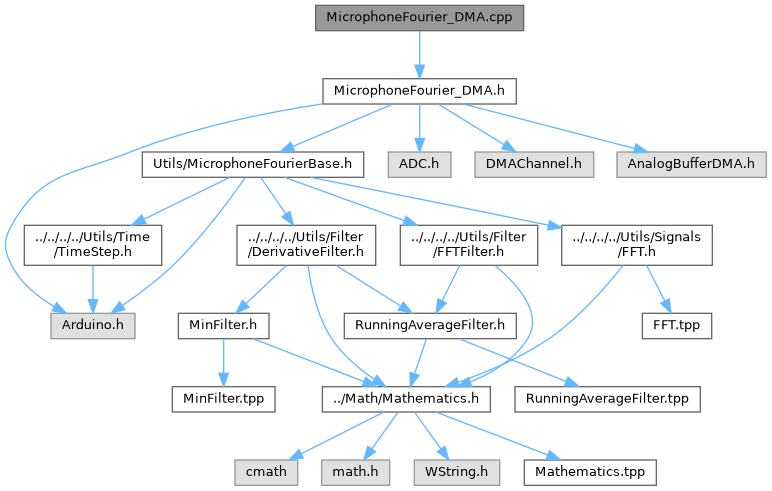 MicrophoneFourier_DMA.cpp
MicrophoneFourier_DMA.h
Utils/MicrophoneFourierBase.h
ADC.h
DMAChannel.h
AnalogBufferDMA.h
../../../../Utils/Time
/TimeStep.h
../../../../Utils/Filter
/DerivativeFilter.h
../../../../Utils/Filter
/FFTFilter.h
../../../../Utils/Signals
/FFT.h
Arduino.h
MinFilter.h
RunningAverageFilter.h
FFT.tpp
MinFilter.tpp
../Math/Mathematics.h
RunningAverageFilter.tpp
cmath
math.h
WString.h
Mathematics.tpp